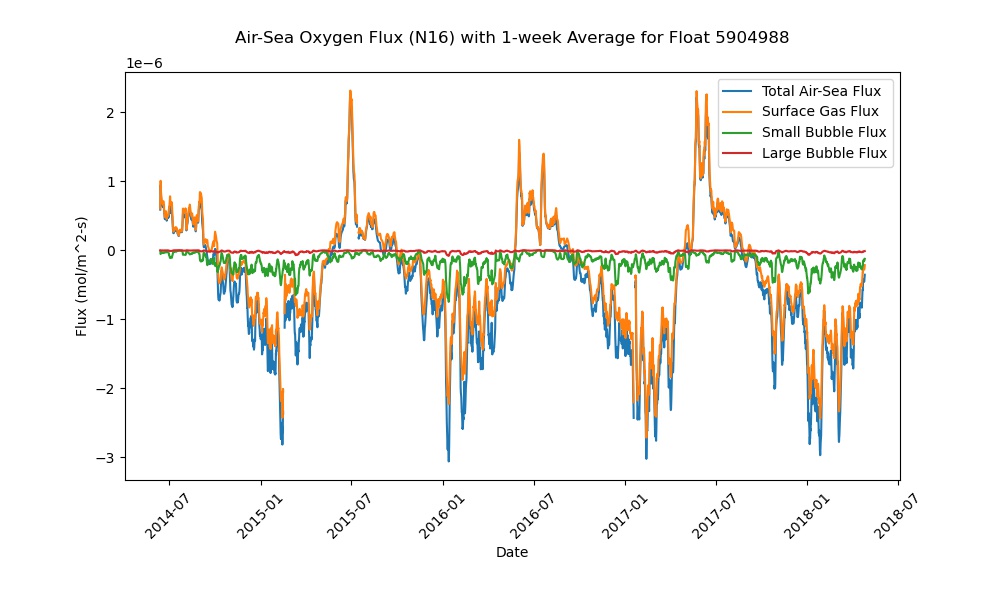 Air-Sea Oxygen Flux (N16) with 1-week Average for Float 5904988
1e−6
Total Air-Sea Flux
Surface Gas Flux
Small Bubble Flux
Large Bubble Flux
2
1
0
−1
−2
−3
Flux (mol/m^2-s)
2014-07
2015-01
2015-07
2016-01
2016-07
2017-01
2017-07
2018-01
2018-07
Date